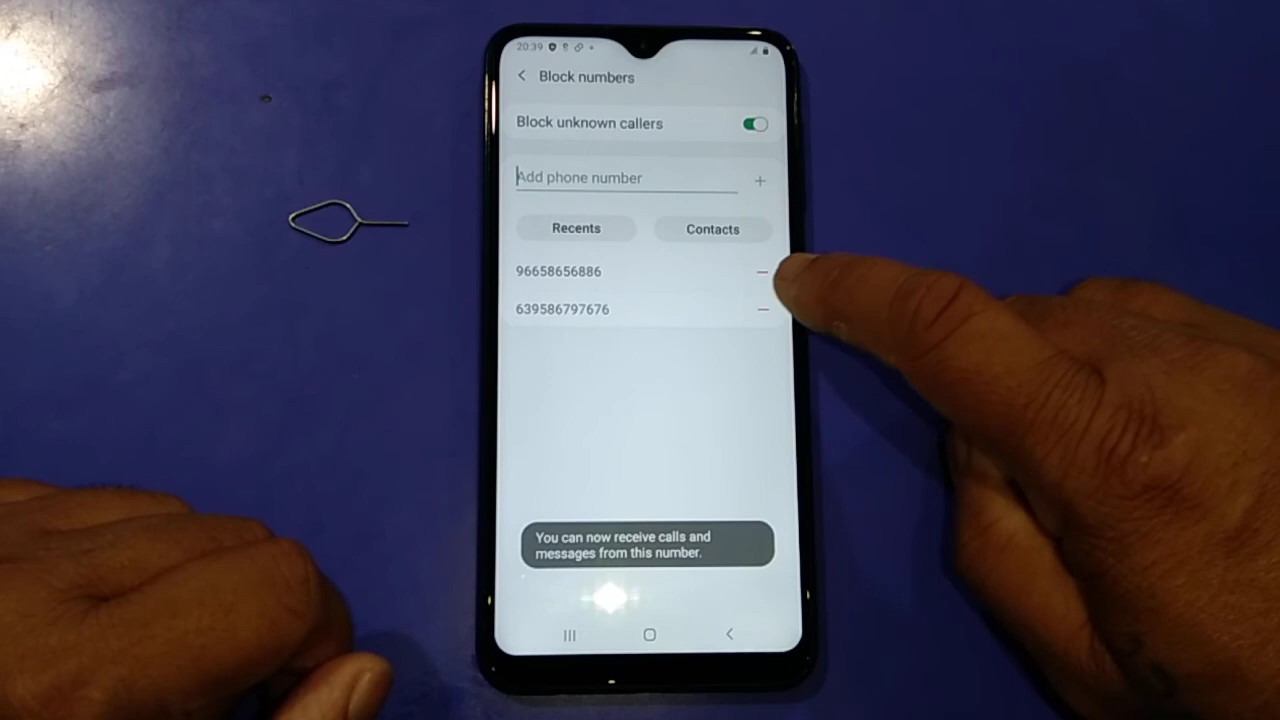 20:39
Block numbers
Block unknown callers
Add phone number
Recents
Contacts
96658656886
639586797676
You can now receive calls and
messages from this number.